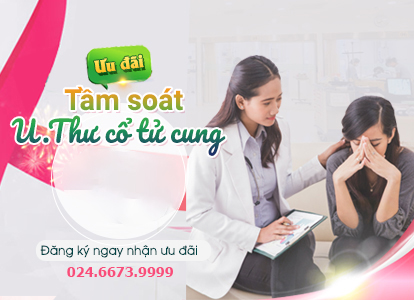 Ưu đãi
Tầm soát
U.Thư cổ tử cung
Đăng ký ngay nhận ưu đãi
024.6673.9999